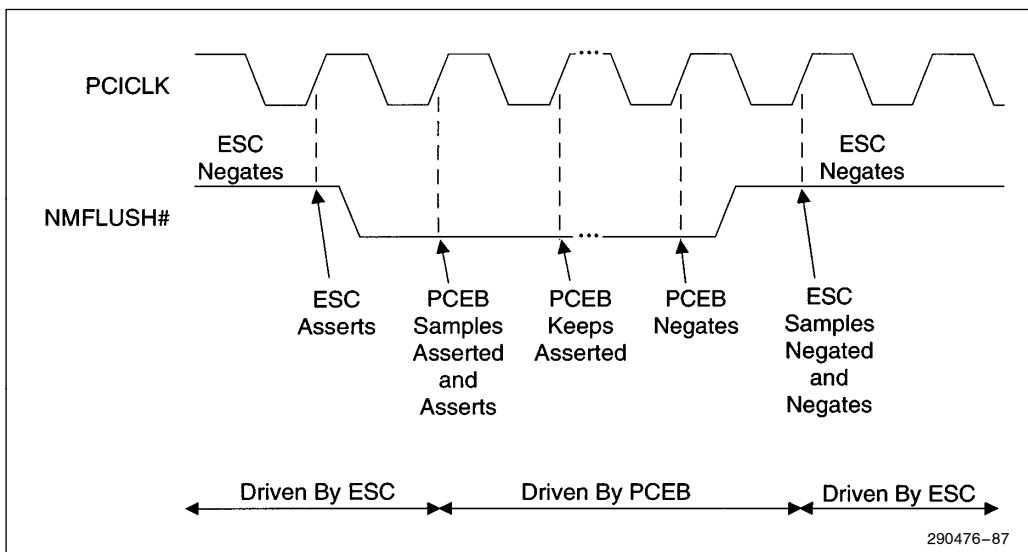 PCICLK
ESC
Negates
ESC
Negates
NMFLUSH#
ESC
Asserts
PCEB
Samples
Asserted
and
Asserts
PCEB
Keeps
Asserted
PCEB
Negates
ESC
Samples
Negated
and
Negates
Driven By ESC
Driven By PCEB
Driven By ESC
290476–87